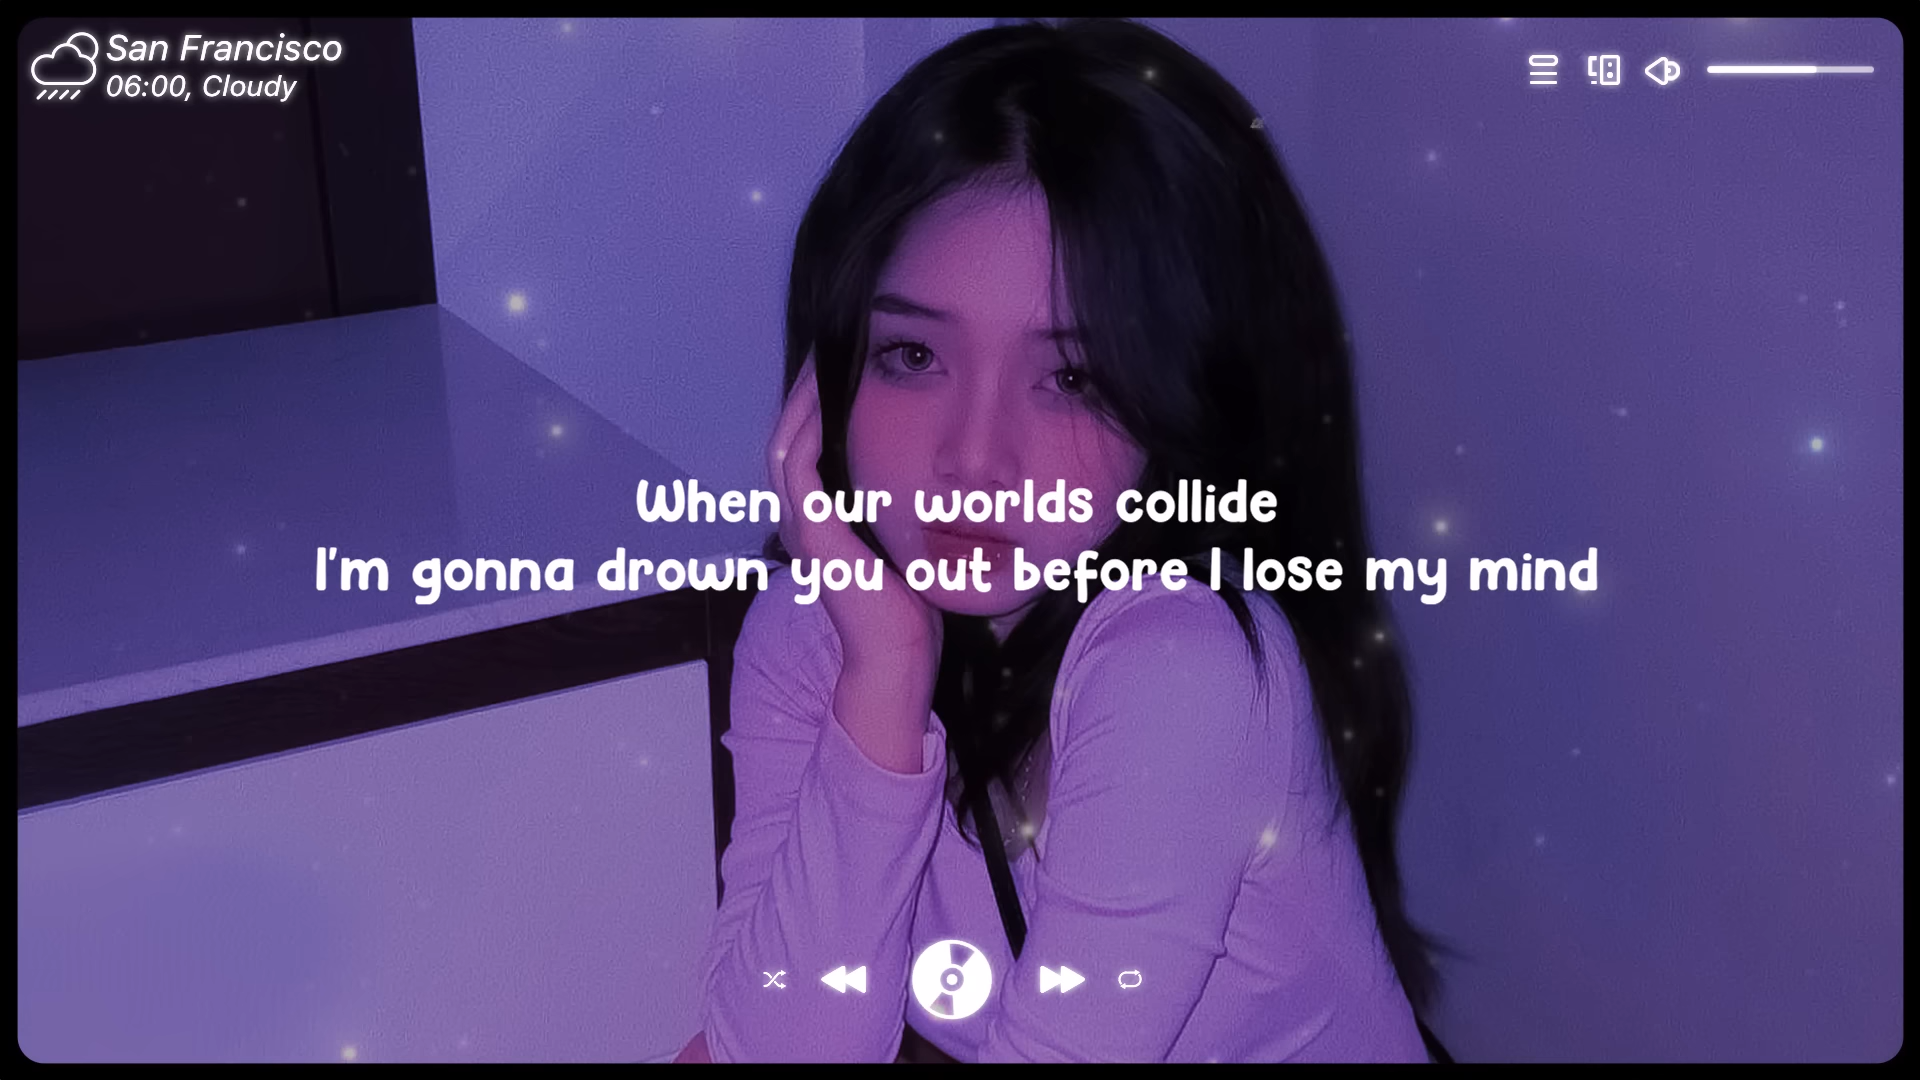 San Francisco
06:00, Cloudy
When our worlds collide
I'm gonna drown you out before I lose my mind